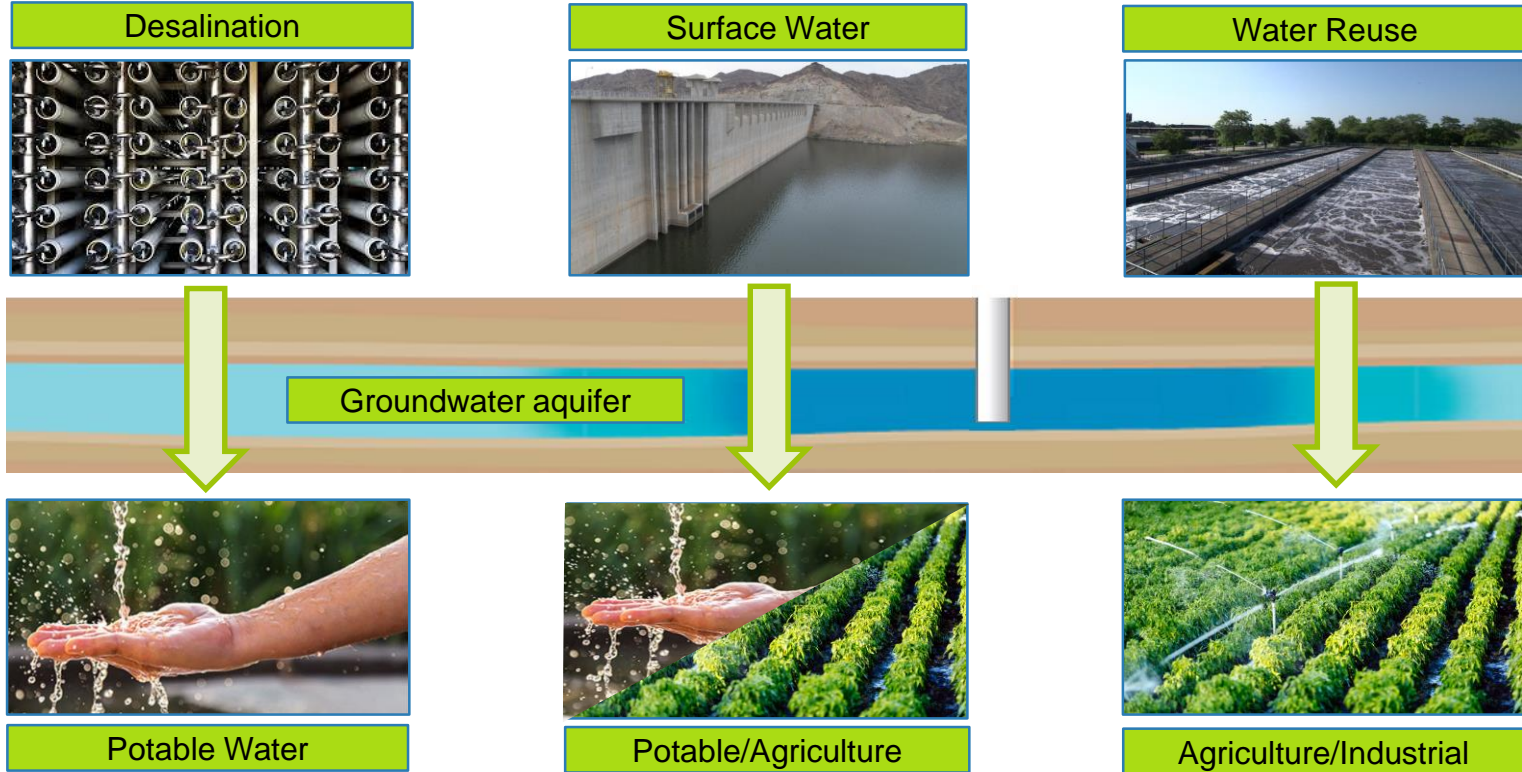 Desalination
Surface Water
Water Reuse
Groundwater aquifer
Potable Water
Potable/Agriculture
Agriculture/Industrial